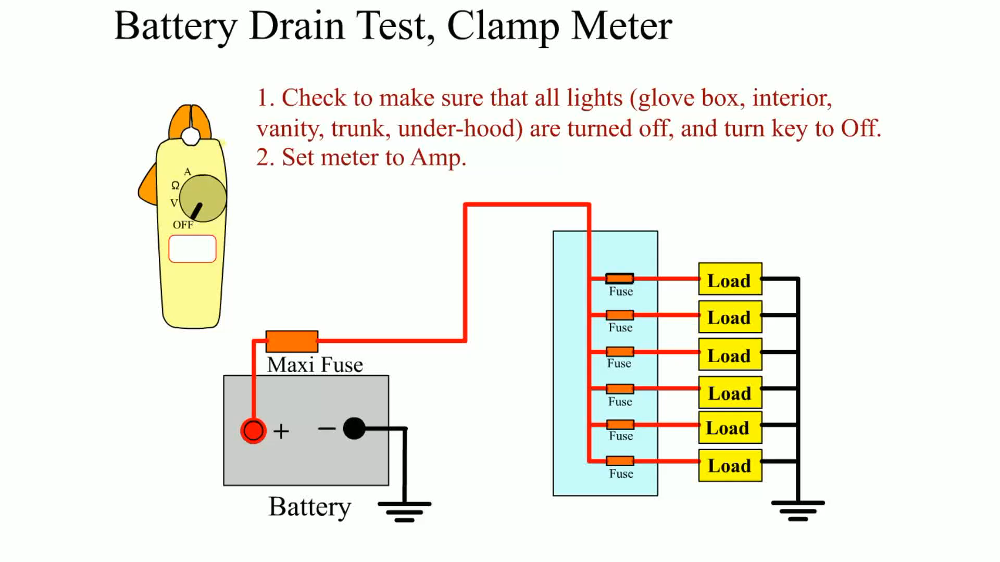 Battery Drain Test, Clamp Meter
1. Check to make sure that all lights (glove box, interior,
vanity, trunk, under-hood) are turned off, and turn key to Off.
2. Set meter to Amp.
A
Ω
V
OFF
Maxi Fuse
+ −
Battery
Fuse
Load
Fuse
Load
Fuse
Load
Fuse
Load
Fuse
Load
Fuse
Load